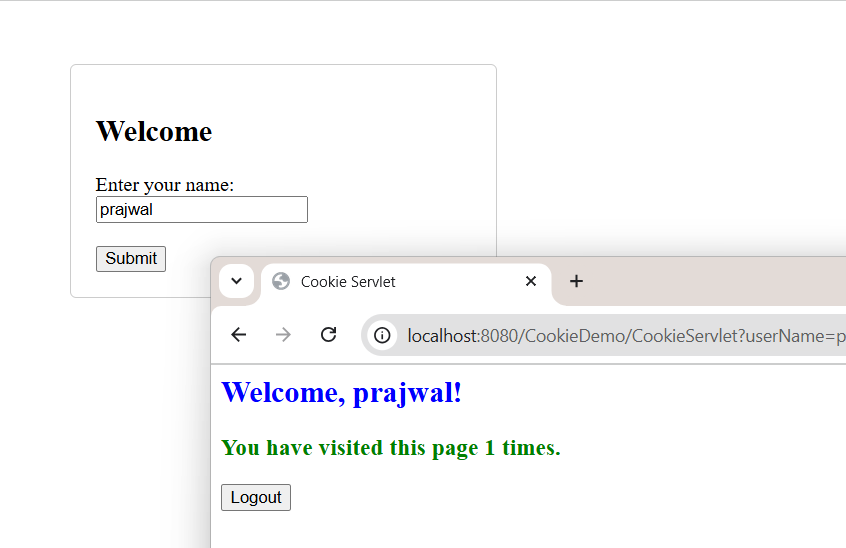 Welcome
Enter your name:
prajwal
Submit
Cookie Servlet
localhost:8080/CookieDemo/CookieServlet?userName=p
Welcome, prajwal!
You have visited this page 1 times.
Logout